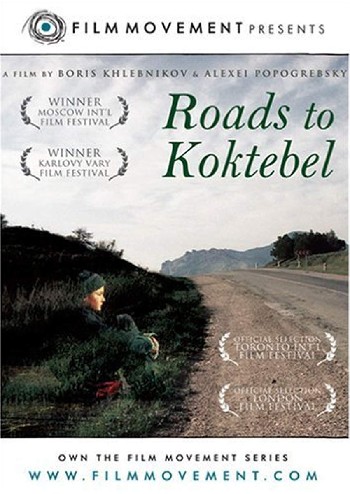 FILM MOVEMENT PRESENTS
A FILM BY BORIS KHLEBNIKOV & ALEXEI POPOGREBSKY
WINNER
MOSCOW INT'L
FILM FESTIVAL
WINNER
KARLOVY VARY
FILM FESTIVAL
Roads to
Koktebel
OFFICIAL SELECTION
TORONTO INT'L
FILM FESTIVAL
OFFICIAL SELECTION
LONDON
FILM FESTIVAL
OWN THE FILM MOVEMENT SERIES
WWW.FILMMOVEMENT.COM